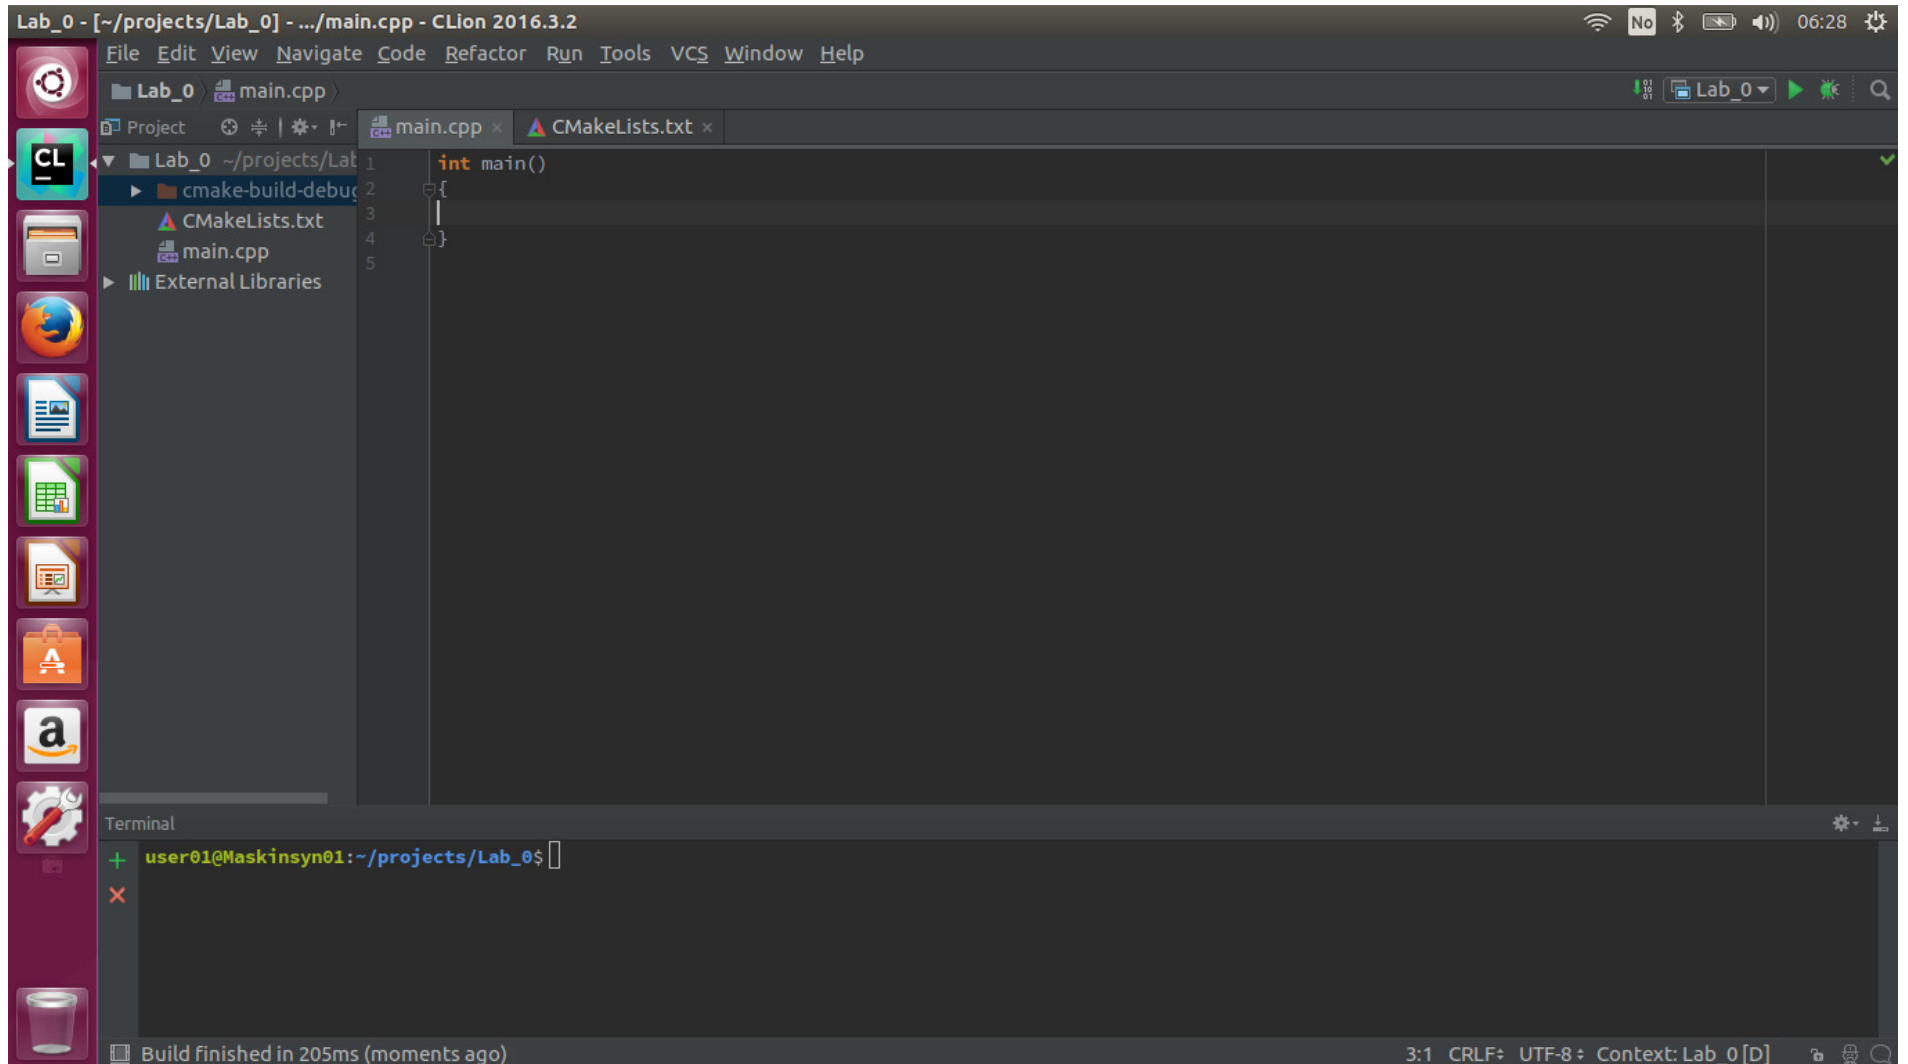 Lab_0 - [~/projects/Lab_0] - .../main.cpp - CLion 2016.3.2
No
06:28
File Edit View Navigate Code Refactor Run Tools VCS Window Help
Lab_0 main.cpp
Lab_0
Project
main.cpp
CMakeLists.txt
Lab_0 ~/projects/Lab
cmake-build-debug
CMakeLists.txt
main.cpp
External Libraries
1 int main()
2 {
3
4 }
5
CL
a
Terminal
user01@Maskinsyn01:~/projects/Lab_0$
Build finished in 205ms (moments ago)
3:1 CRLF UTF-8 Context: Lab_0 [D]